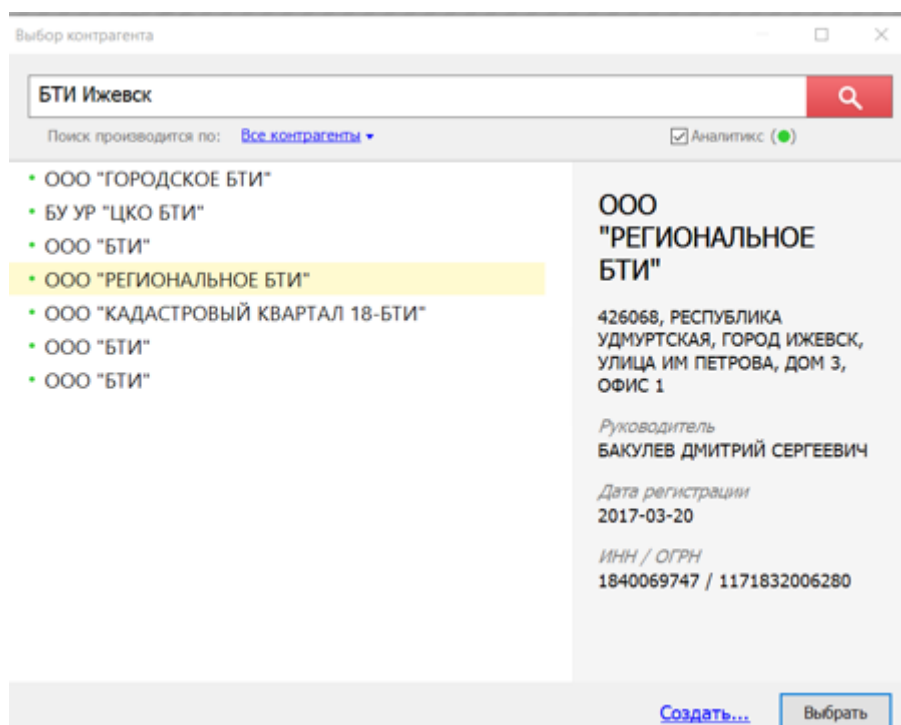 Выбор контрагента
БТИ Ижевск
Поиск производится по: Все контрагенты
Аналитикс ( )
ООО "ГОРОДСКОЕ БТИ"
БУ УР "ЦКО БТИ"
ООО "БТИ"
ООО "РЕГИОНАЛЬНОЕ БТИ"
ООО "КАДАСТРОВЫЙ КВАРТАЛ 18-БТИ"
ООО "БТИ"
ООО "БТИ"
ООО
"РЕГИОНАЛЬНОЕ
БТИ"
426068, РЕСПУБЛИКА
УДМУРТСКАЯ, ГОРОД ИЖЕВСК,
УЛИЦА ИМ ПЕТРОВА, ДОМ 3,
ОФИС 1
Руководитель
БАКУЛЕВ ДМИТРИЙ СЕРГЕЕВИЧ
Дата регистрации
2017-03-20
ИНН / ОГРН
1840069747 / 1171832006280
Создать...
Выбрать